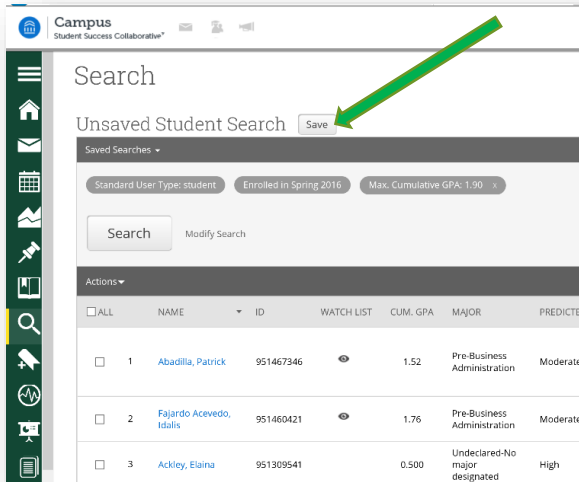 Campus
Student Success Collaborative™
Search
Unsaved Student Search Save
Saved Searches
Standard User Type: student Enrolled in Spring 2016 Max. Cumulative GPA: 1.90 x
Search Modify Search
Actions
ALL NAME ID WATCH LIST CUM. GPA MAJOR PREDICTE
1 Abadilla, Patrick 951467346 1.52 Pre-Business Administration Moderate
2 Fajardo Acevedo, Idalis 951460421 1.76 Pre-Business Administration Moderate
3 Ackley, Elaina 951309541 0.500 Undeclared-No major designated High